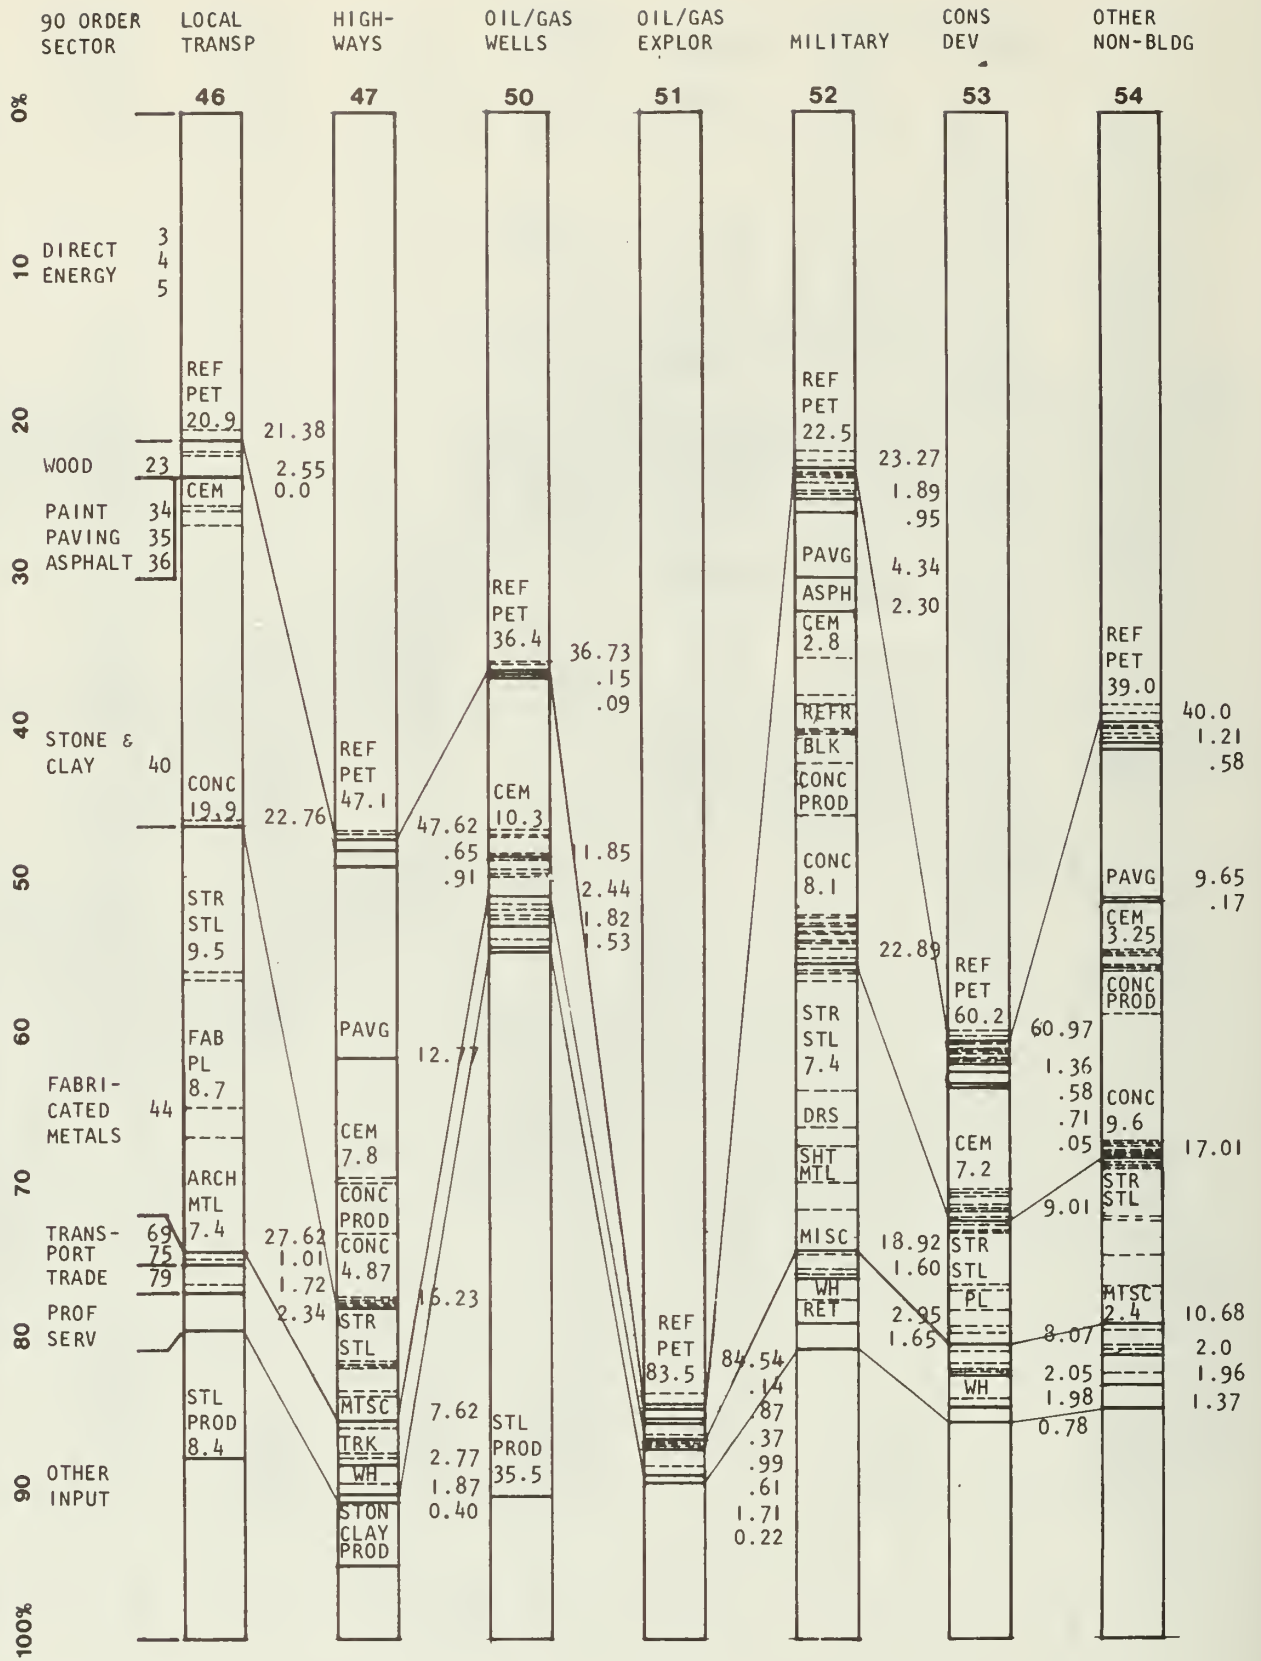 90 ORDER SECTOR
LOCAL TRANSP
HIGH-WAYS
OIL/GAS WELLS
OIL/GAS EXPLOR
MILITARY
CONS DEV
OTHER NON-BLDG
46 47 50 51 52 53 54
0%
10
20
30
40
50
60
70
80
90
100%
DIRECT ENERGY
3
4
5
WOOD 23
PAINT 34
PAVING 35
ASPHALT 36
STONE & CLAY 40
FABRI-CATED METALS 44
TRANS-PORT
69
75
TRADE 79
PROF SERV
OTHER INPUT
REF
PET
20.9
21.38
2.55
0.0
CEM
CONC
19.9
22.76
STR
STL
9.5
FAB
PL
8.7
ARCH
MTL
7.4
27.62
1.01
1.72
2.34
STL
PROD
8.4
REF
PET
47.1
47.62
.65
.91
PAVG
12.77
CEM
7.8
CONC
PROD
CONC
4.87
16.23
STR
STL
MISC
7.62
TRK
2.77
WH
1.87
0.40
STON
CLAY
PROD
REF
PET
36.4
36.73
.15
.09
CEM
10.3
11.85
2.44
1.82
1.53
STL
PROD
35.5
REF
PET
83.5
84.54
.14
.87
.37
.99
.61
1.71
0.22
REF
PET
22.5
23.27
1.89
.95
PAVG
4.34
ASPH
2.30
CEM
2.8
REFR
BLK
CONC
PROD
CONC
8.1
22.89
STR
STL
7.4
DRS
SHT
MTL
MISC
18.92
1.60
WH
RET
2.95
1.65
REF
PET
60.2
60.97
1.36
.58
.71
.05
CEM
7.2
9.01
STR
STL
PL
8.07
2.05
WH
1.98
0.78
REF
PET
39.0
40.0
1.21
.58
PAVG
9.65
.17
CEM
3.25
CONC
PROD
CONC
9.6
17.01
STR
STL
MISC
2.4
10.68
2.0
1.96
1.37